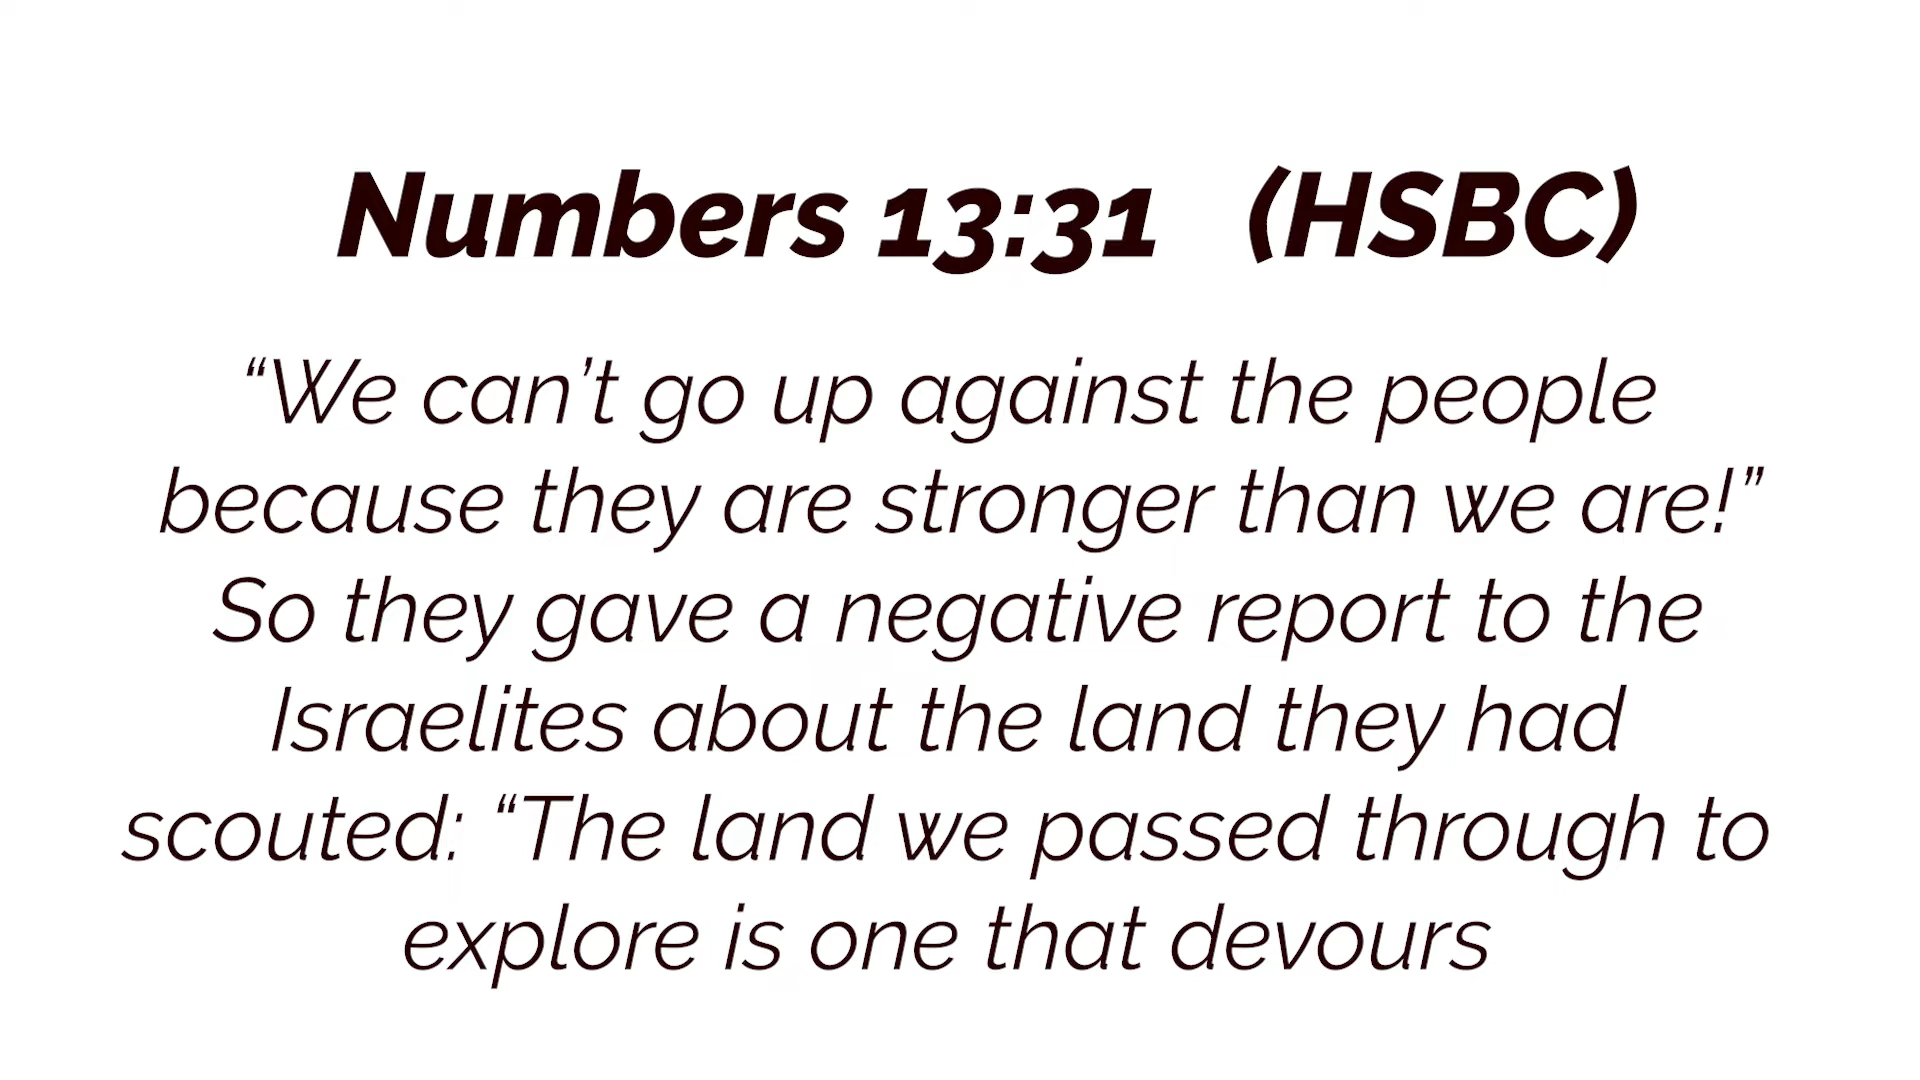 Numbers 13:31 (HSBC)
“We can’t go up against the people
because they are stronger than we are!”
So they gave a negative report to the
Israelites about the land they had
scouted: “The land we passed through to
explore is one that devours